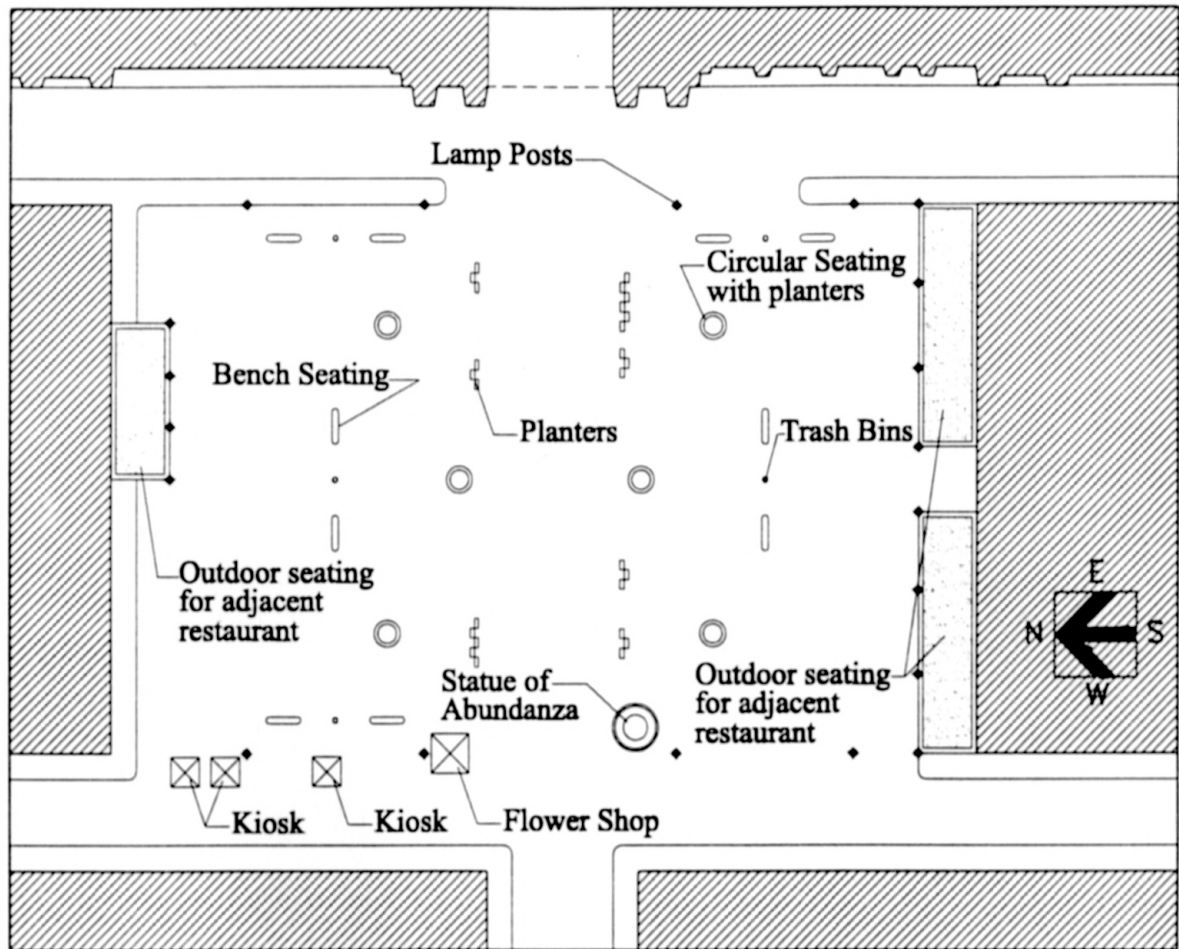 Lamp Posts
Circular Seating
with planters
Bench Seating
Planters
Trash Bins
Outdoor seating
for adjacent
restaurant
E
N
S
W
Statue of
Abundanza
Outdoor seating
for adjacent
restaurant
Kiosk
Kiosk
Flower Shop